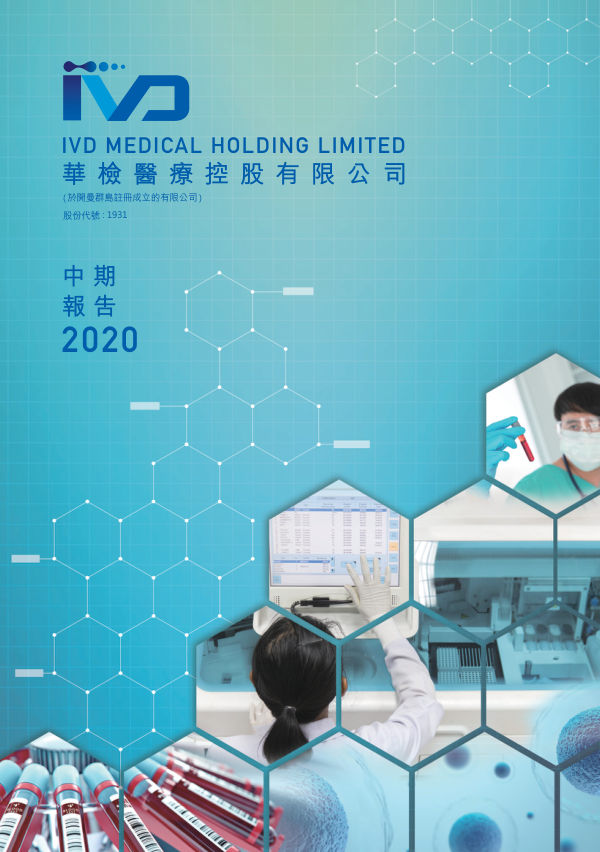 IVD
IVD MEDICAL HOLDING LIMITED
華檢醫療控股有限公司
(於開曼群島註冊成立的有限公司)
股份代號：1931
中期
報告
2020